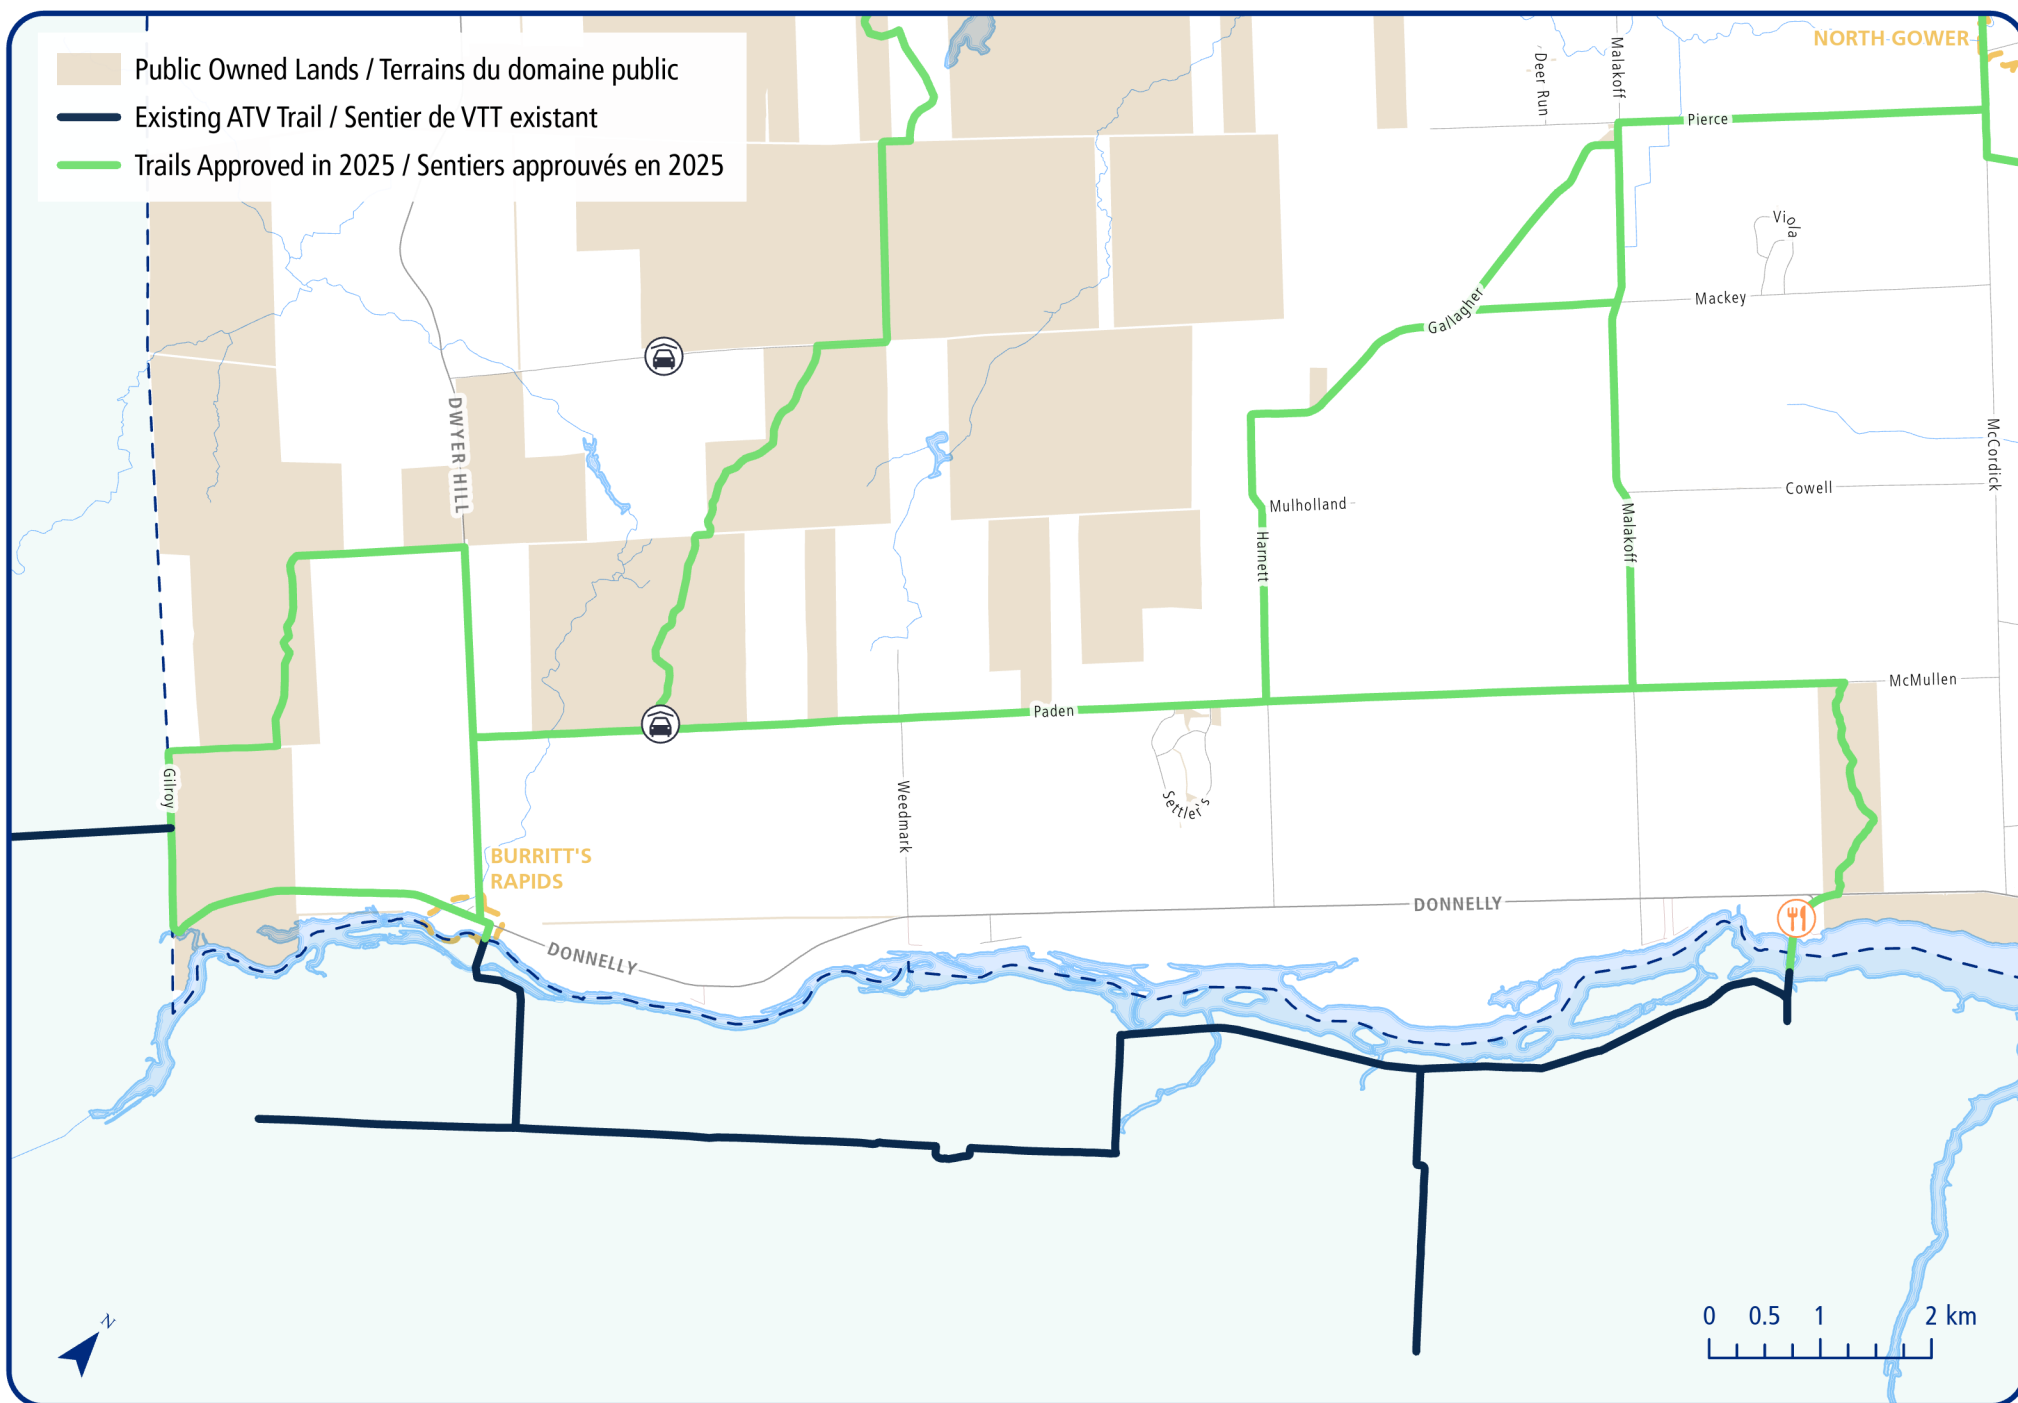 Public Owned Lands / Terrains du domaine public
Existing ATV Trail / Sentier de VTT existant
Trails Approved in 2025 / Sentiers approuvés en 2025
NORTH GOWER
Malakoff
Deer Run
Pierce
Viola
Mackey
Gallagher
DWYER HILL
McCordick
Cowell
Mulholland
Malakoff
Harnett
McMullen
Paden
Gilroy
Weedmark
Settler's
BURRITT'S
RAPIDS
DONNELLY
DONNELLY
N
0 0.5 1 2 km